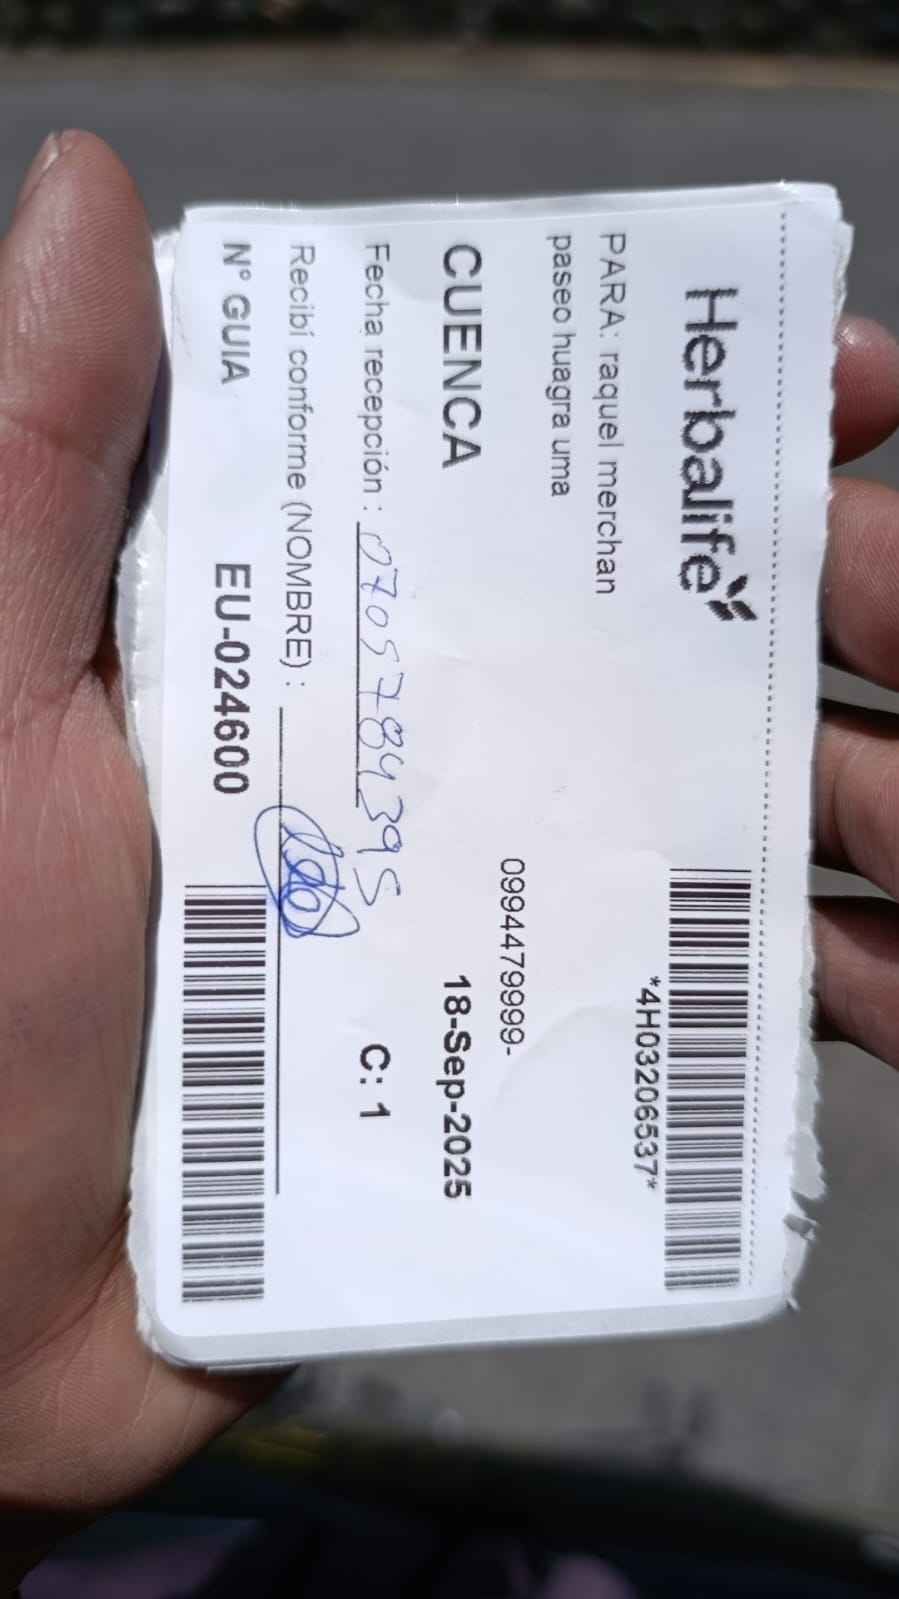 Herbalife
*4H03206537*
PARA: raquel merchan
paseo huagra uma
0994479999-
CUENCA 18-Sep-2025
Fecha recepción : 0705784395 C: 1
Recibí conforme (NOMBRE) :
N° GUIA EU-024600